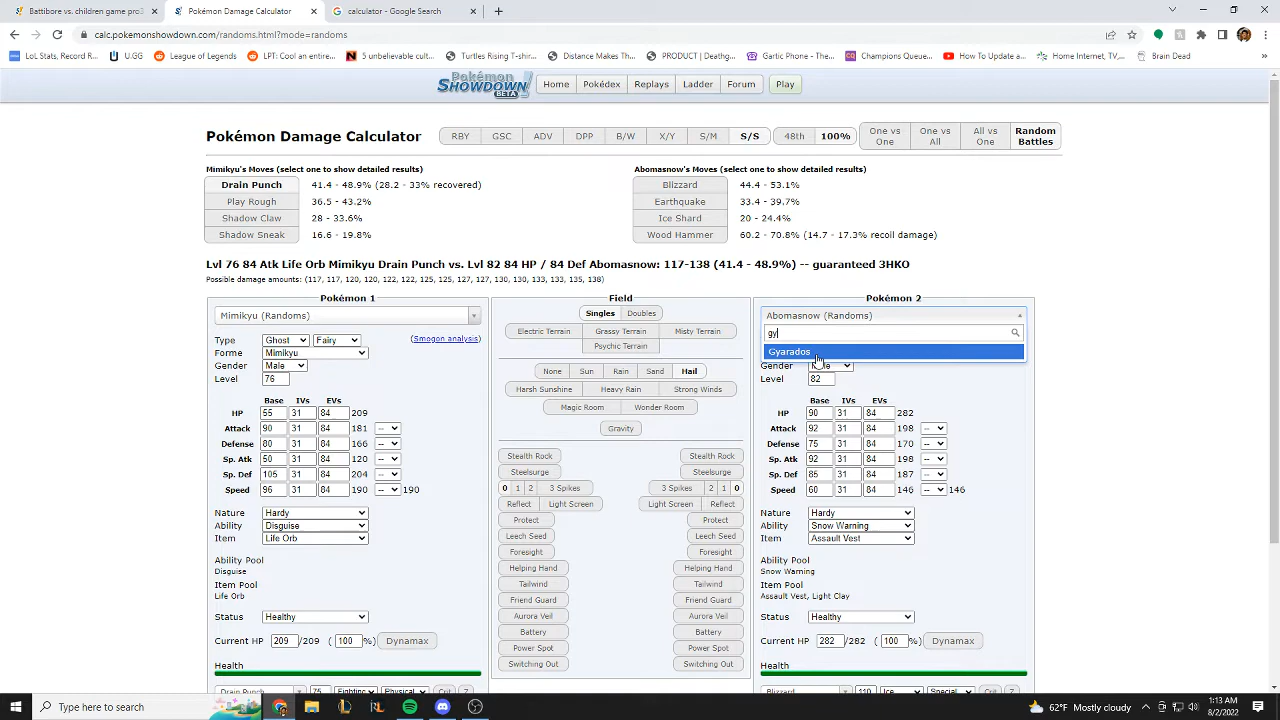 Battibore vs. children game pro3
Pokémon Damage Calculator
calculator - Google Search
calc.pokemonshowdown.com/randoms.html?mode=randoms
LoL Stats, Record R...
U.GG
League of Legends
LPT: Cool an entire...
5 unbelievable cult...
Turtles Rising T-shir...
Distance Makes The...
PRODUCT | Death...
Gartic Phone - The...
Champions Queue...
How To Update a...
Home Internet, TV,...
Brain Dead
Pokémon
SHOWDOWN
BETA
Home
Pokédex
Replays
Ladder
Forum
Play
Pokémon Damage Calculator
RBY GSC ADV DPP B/W X/Y S/M S/S
48th 100%
One vs One
One vs All
All vs One
Random Battles
Mimikyu's Moves (select one to show detailed results)
Drain Punch 41.4 - 48.9% (28.2 - 33% recovered)
Play Rough 36.5 - 43.2%
Shadow Claw 28 - 33.6%
Shadow Sneak 16.6 - 19.8%
Abomasnow's Moves (select one to show detailed results)
Blizzard 44.4 - 53.1%
Earthquake 33.4 - 39.7%
Ice Shard 20 - 24.4%
Wood Hammer 60.2 - 70.8% (14.7 - 17.3% recoil damage)
Lvl 76 84 Atk Life Orb Mimikyu Drain Punch vs. Lvl 82 84 HP / 84 Def Abomasnow: 117-138 (41.4 - 48.9%) -- guaranteed 3HKO
Possible damage amounts: (117, 117, 120, 122, 122, 125, 125, 127, 127, 130, 130, 133, 133, 135, 138)
Pokémon 1
Mimikyu (Randoms)
Type Ghost Fairy (Smogon analysis)
Forme Mimikyu
Gender Male
Level 76
Base IVs EVs
HP 55 31 84 209
Attack 90 31 84 181 --
Defense 80 31 84 166 --
Sp. Atk 50 31 84 120 --
Sp. Def 105 31 84 204 --
Speed 96 31 84 190 -- 190
Nature Hardy
Ability Disguise
Item Life Orb
Ability Pool
Disguise
Item Pool
Life Orb
Status Healthy
Current HP 209 /209 ( 100 %) Dynamax
Health
Drain Punch 75 Fighting Physical Crit Z
Field
Singles Doubles
Electric Terrain Grassy Terrain Misty Terrain
Psychic Terrain
None Sun Rain Sand Hail
Harsh Sunshine Heavy Rain Strong Winds
Magic Room Wonder Room
Gravity
Stealth Rock Stealth Rock
Steelsurge Steelsurge
0 1 2 3 Spikes 3 Spikes 2 1 0
Reflect Light Screen Light Screen Reflect
Protect Protect
Leech Seed Leech Seed
Foresight Foresight
Helping Hand Helping Hand
Tailwind Tailwind
Friend Guard Friend Guard
Aurora Veil Aurora Veil
Battery Battery
Power Spot Power Spot
Switching Out Switching Out
Pokémon 2
Abomasnow (Randoms)
gy
Gyarados
Gender Male
Level 82
Base IVs EVs
HP 90 31 84 282
Attack 92 31 84 198 --
Defense 75 31 84 170 --
Sp. Atk 92 31 84 198 --
Sp. Def 85 31 84 187 --
Speed 60 31 84 146 -- 146
Nature Hardy
Ability Snow Warning
Item Assault Vest
Ability Pool
Snow Warning
Item Pool
Assault Vest, Light Clay
Status Healthy
Current HP 282 /282 ( 100 %) Dynamax
Health
Blizzard 110 Ice Special Crit Z
Type here to search
62°F Mostly cloudy
1:13 AM
8/2/2022